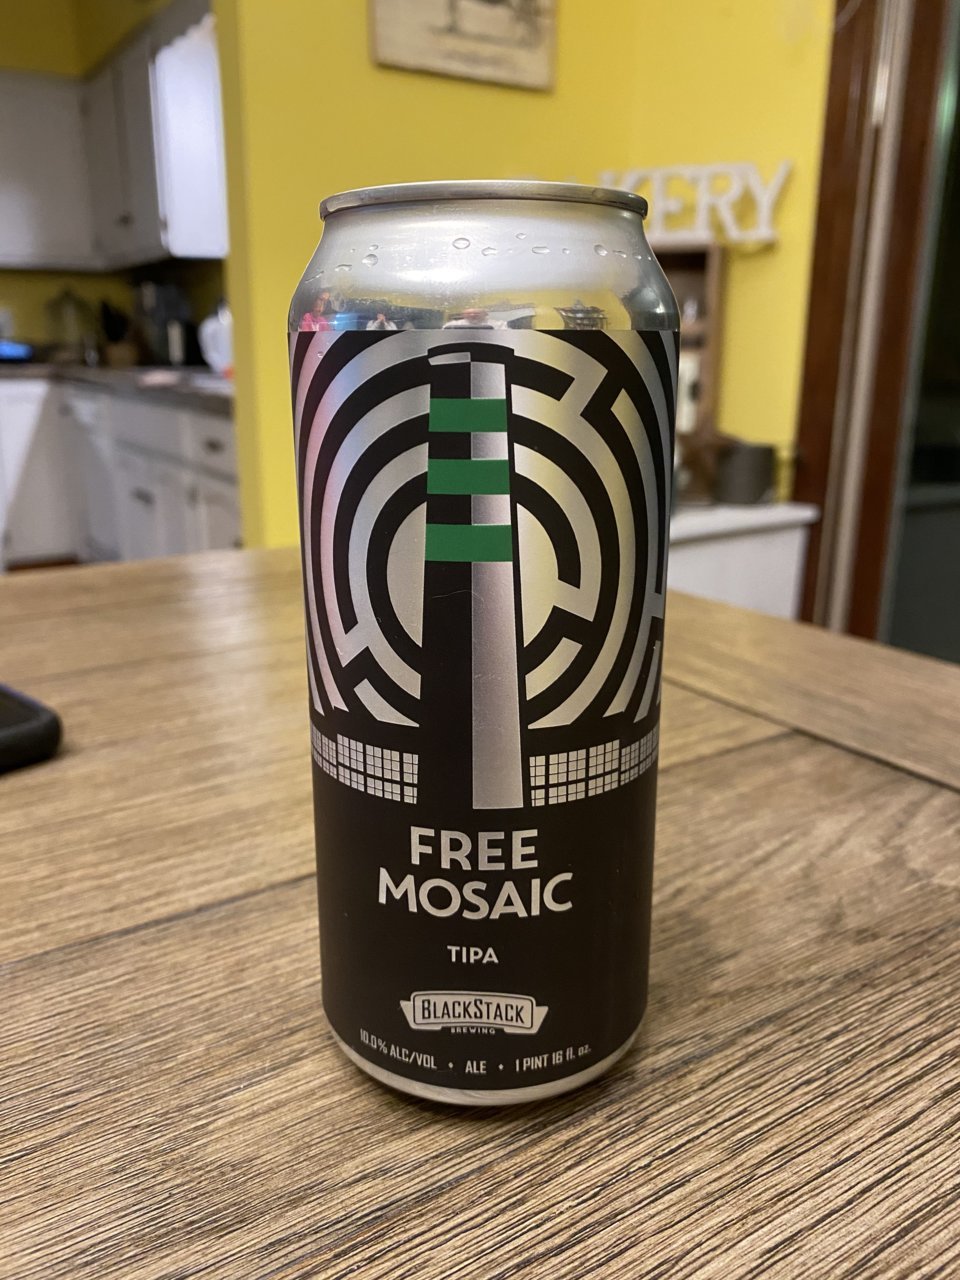 KERY
FREE
MOSAIC
TIPA
BLACKSTACK
BREWING
10.0% ALC/VOL • ALE • 1 PINT 16 fl. oz.